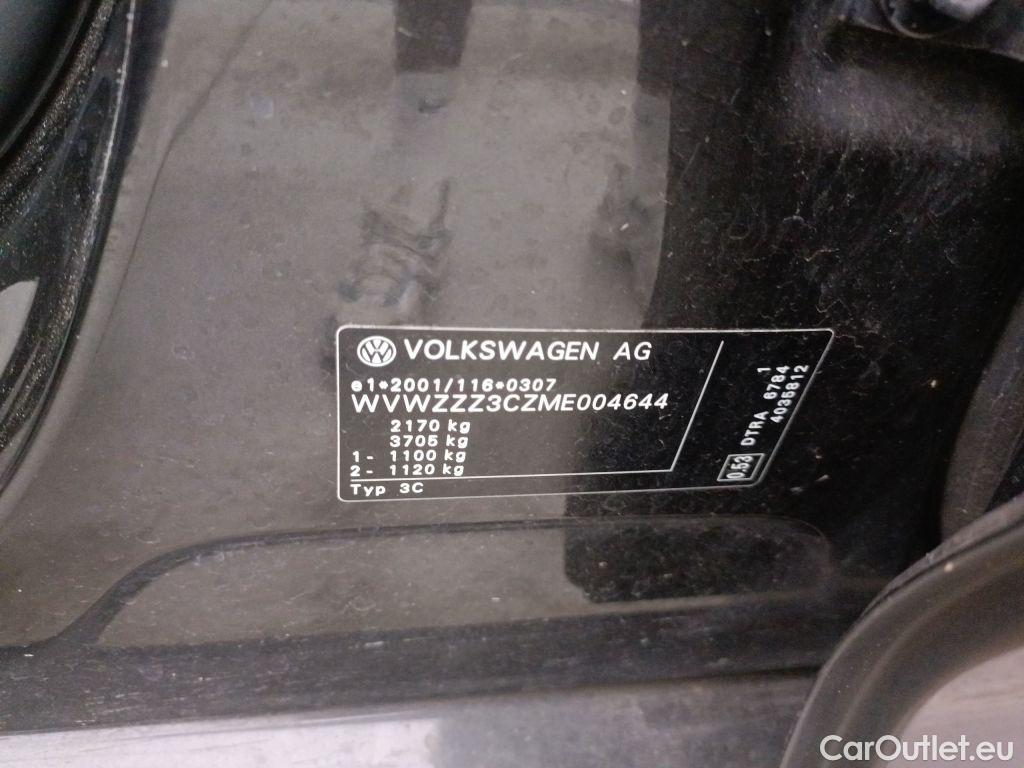 VOLKSWAGEN AG
e1*2001/116*0307
WVWZZZ3CZME004644
2170 kg
3705 kg
1 - 1100 kg
2 - 1120 kg
Typ 3C
0.53 DTRA 6784 1
4035812
CarOutlet.eu